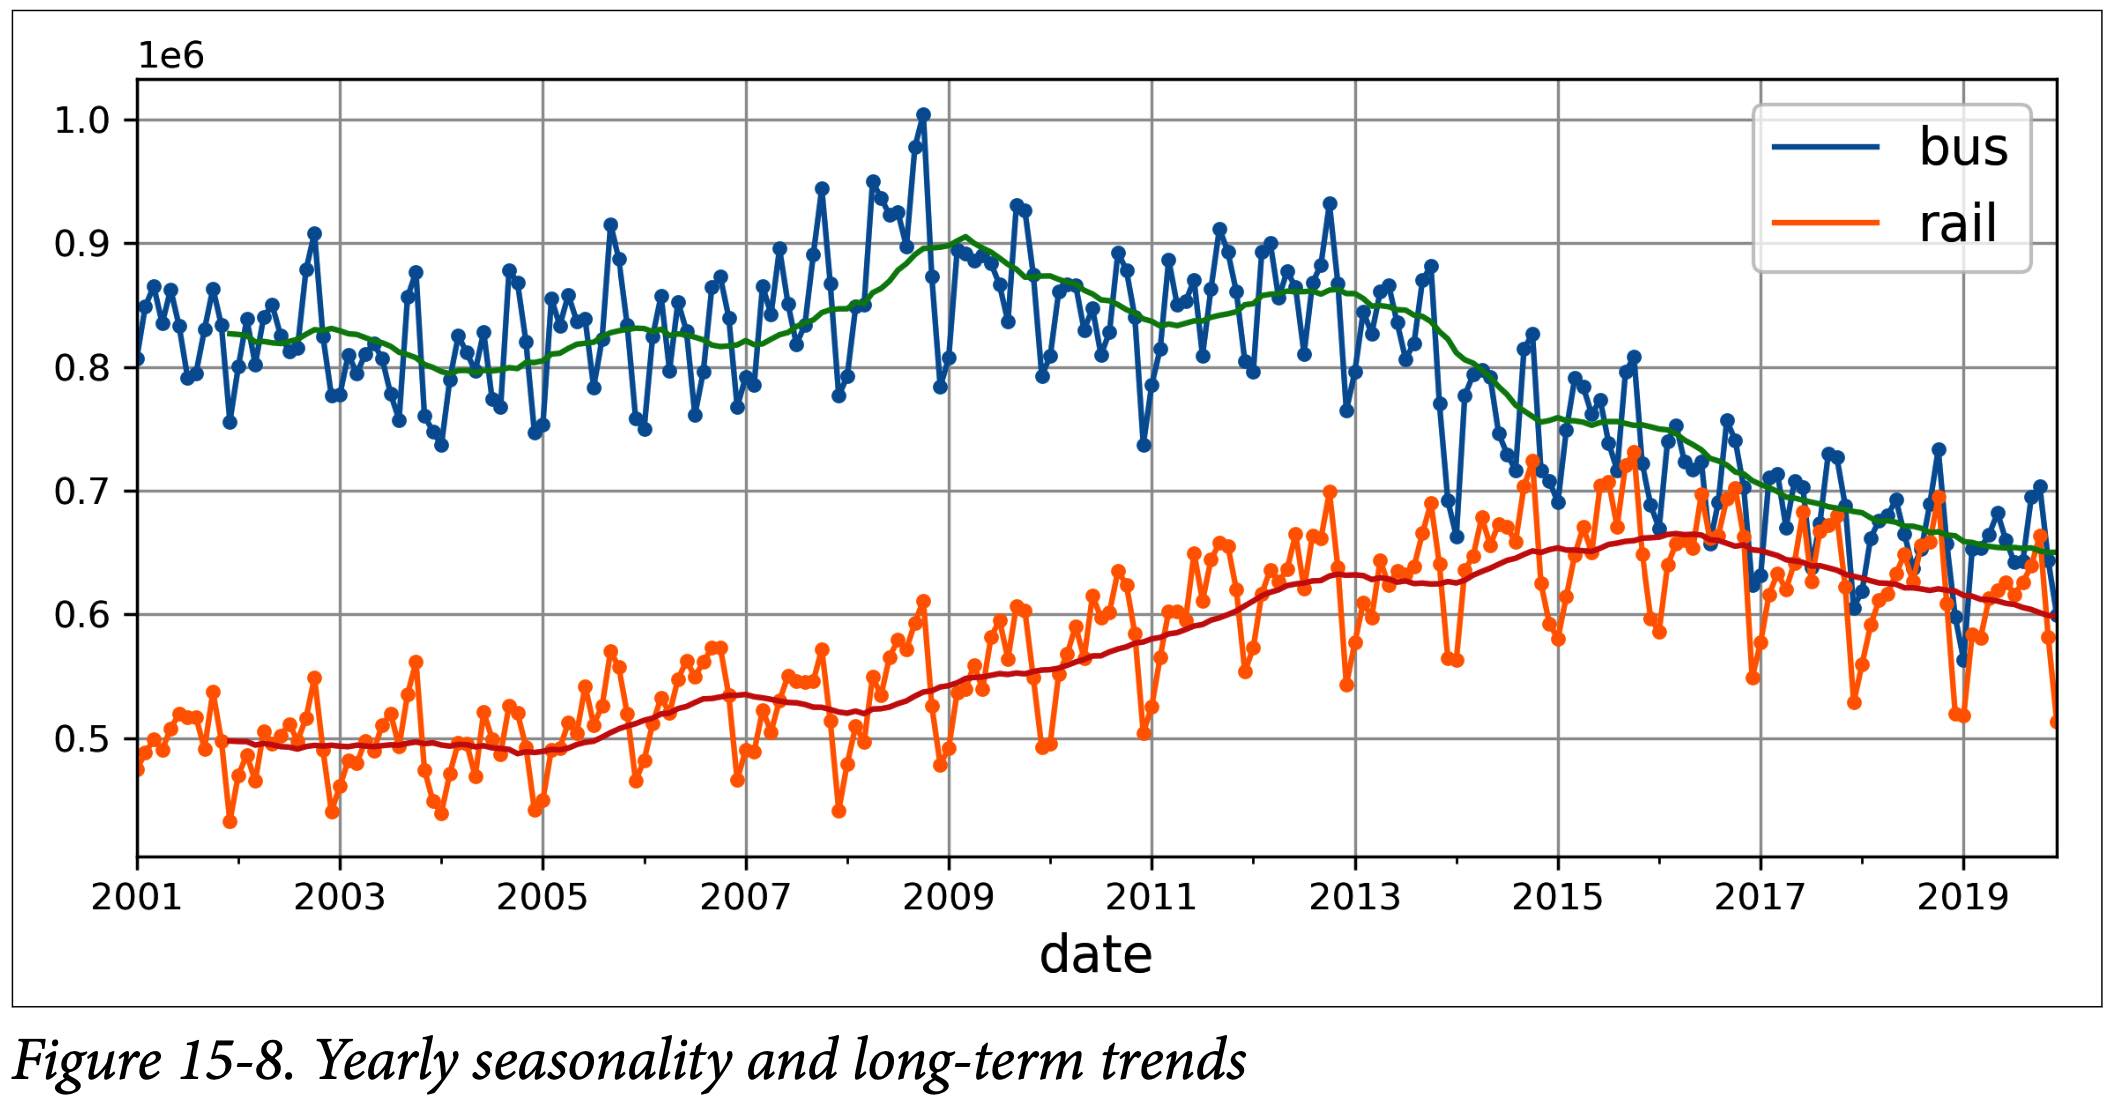 1e6
1.0
0.9
0.8
0.7
0.6
0.5
bus
rail
2001 2003 2005 2007 2009 2011 2013 2015 2017 2019
date
Figure 15-8. Yearly seasonality and long-term trends